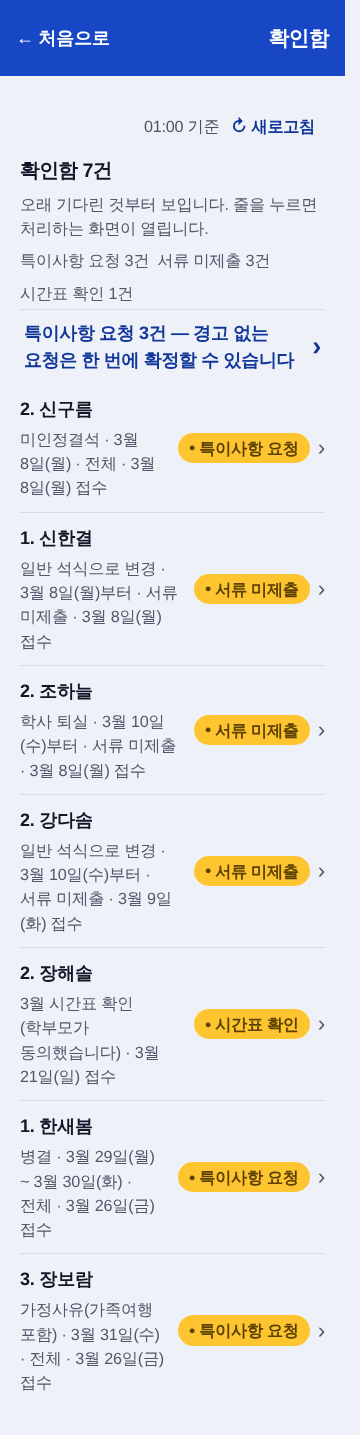 ← 처음으로
확인함
01:00 기준 ↻ 새로고침
확인함 7건
오래 기다린 것부터 보입니다. 줄을 누르면
처리하는 화면이 열립니다.
특이사항 요청 3건 서류 미제출 3건
시간표 확인 1건
특이사항 요청 3건 — 경고 없는
요청은 한 번에 확정할 수 있습니다 ›
2. 신구름
미인정결석 · 3월
8일(월) · 전체 · 3월
8일(월) 접수
• 특이사항 요청 ›
1. 신한결
일반 석식으로 변경 ·
3월 8일(월)부터 · 서류
미제출 · 3월 8일(월)
접수
• 서류 미제출 ›
2. 조하늘
학사 퇴실 · 3월 10일
(수)부터 · 서류 미제출
· 3월 8일(월) 접수
• 서류 미제출 ›
2. 강다솜
일반 석식으로 변경 ·
3월 10일(수)부터 ·
서류 미제출 · 3월 9일
(화) 접수
• 서류 미제출 ›
2. 장해솔
3월 시간표 확인
(학부모가
동의했습니다) · 3월
21일(일) 접수
• 시간표 확인 ›
1. 한새봄
병결 · 3월 29일(월)
~ 3월 30일(화) ·
전체 · 3월 26일(금)
접수
• 특이사항 요청 ›
3. 장보람
가정사유(가족여행
포함) · 3월 31일(수)
· 전체 · 3월 26일(금)
접수
• 특이사항 요청 ›